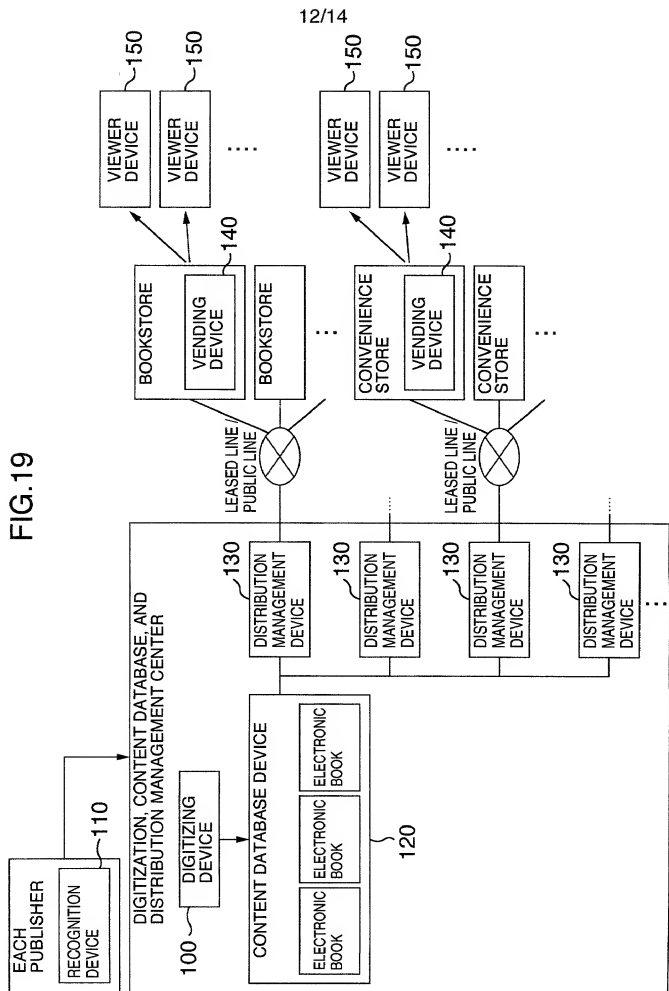 12/14
FIG.19
EACH
PUBLISHER
RECOGNITION
DEVICE
110
DIGITIZATION, CONTENT DATABASE, AND
DISTRIBUTION MANAGEMENT CENTER
100
DIGITIZING
DEVICE
CONTENT DATABASE DEVICE
ELECTRONIC
BOOK
ELECTRONIC
BOOK
ELECTRONIC
BOOK
120
130
DISTRIBUTION
MANAGEMENT
DEVICE
130
DISTRIBUTION
MANAGEMENT
DEVICE
130
DISTRIBUTION
MANAGEMENT
DEVICE
130
DISTRIBUTION
MANAGEMENT
DEVICE
LEASED LINE /
PUBLIC LINE
LEASED LINE /
PUBLIC LINE
BOOKSTORE
VENDING
DEVICE
140
BOOKSTORE
CONVENIENCE
STORE
VENDING
DEVICE
140
CONVENIENCE
STORE
VIEWER
DEVICE
150
VIEWER
DEVICE
150
VIEWER
DEVICE
150
VIEWER
DEVICE
150